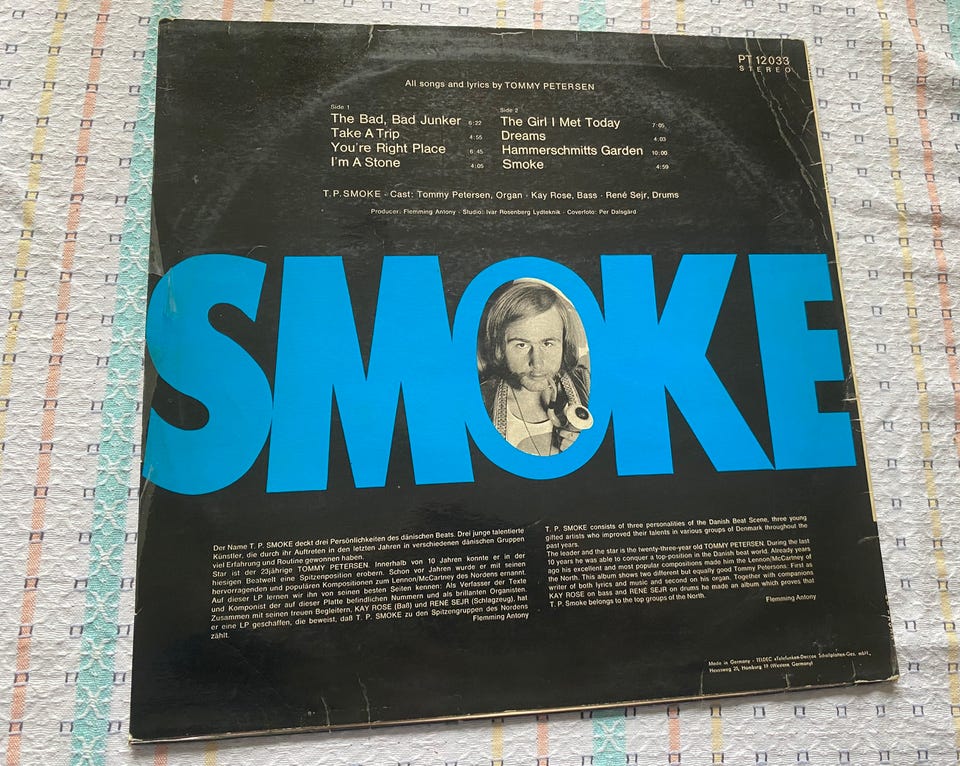 PT 12033
STEREO
All songs and lyrics by TOMMY PETERSEN
Side 1
The Bad, Bad Junker 6:22
Take A Trip 4:55
You're Right Place 6:45
I'm A Stone 4:05
Side 2
The Girl I Met Today 7:05
Dreams 4:03
Hammerschmitts Garden 10:00
Smoke 4:59
T.P. SMOKE · Cast: Tommy Petersen, Organ · Kay Rose, Bass · René Sejr, Drums
Producer: Flemming Antony · Studio: Ivar Rosenberg Lydteknik · Coverfoto: Per Dalsgård
SMOKE
Der Name T. P. SMOKE deckt drei Persönlichkeiten des dänischen Beats. Drei junge talentierte
Künstler, die durch ihr Auftreten in den letzten Jahren in verschiedenen dänischen Gruppen
viel Erfahrung und Routine gewonnen haben.
Star ist der 23jährige TOMMY PETERSEN. Innerhalb von 10 Jahren konnte er in der
hiesigen Beatwelt eine Spitzenposition erobern. Schon vor Jahren wurde er mit seinen
hervorragenden und populären Kompositionen zum Lennon/McCartney des Nordens ernannt.
Auf dieser LP lernen wir ihn von seinen besten Seiten kennen: Als Verfasser der Texte
und Komponist der auf dieser Platte befindlichen Nummern und als brillanten Organisten.
Zusammen mit seinen treuen Begleitern, KAY ROSE (Baß) und RENÉ SEJR (Schlagzeug), hat
er eine LP geschaffen, die beweist, daß T. P. SMOKE zu den Spitzengruppen des Nordens
zählt.
Flemming Antony
T. P. SMOKE consists of three personalities of the Danish Beat Scene, three young
gifted artists who improved their talents in various groups of Denmark throughout the
past years.
The leader and the star is the twenty-three-year old TOMMY PETERSEN. During the last
10 years he was able to conquer a top-position in the Danish beat world. Already years
ago his excellent and most popular compositions made him the Lennon/McCartney of
the North. This album shows two different but equally good Tommy Petersons: First as
writer of both lyrics and music and second on his organ. Together with companions
KAY ROSE on bass and RENÉ SEJR on drums he made an album which proves that
T. P. Smoke belongs to the top groups of the North.
Flemming Antony
Made in Germany · TELDEC »Telefunken-Decca« Schallplatten-Ges. mbH.,
Heussweg 25, Hamburg 19 (Western Germany)